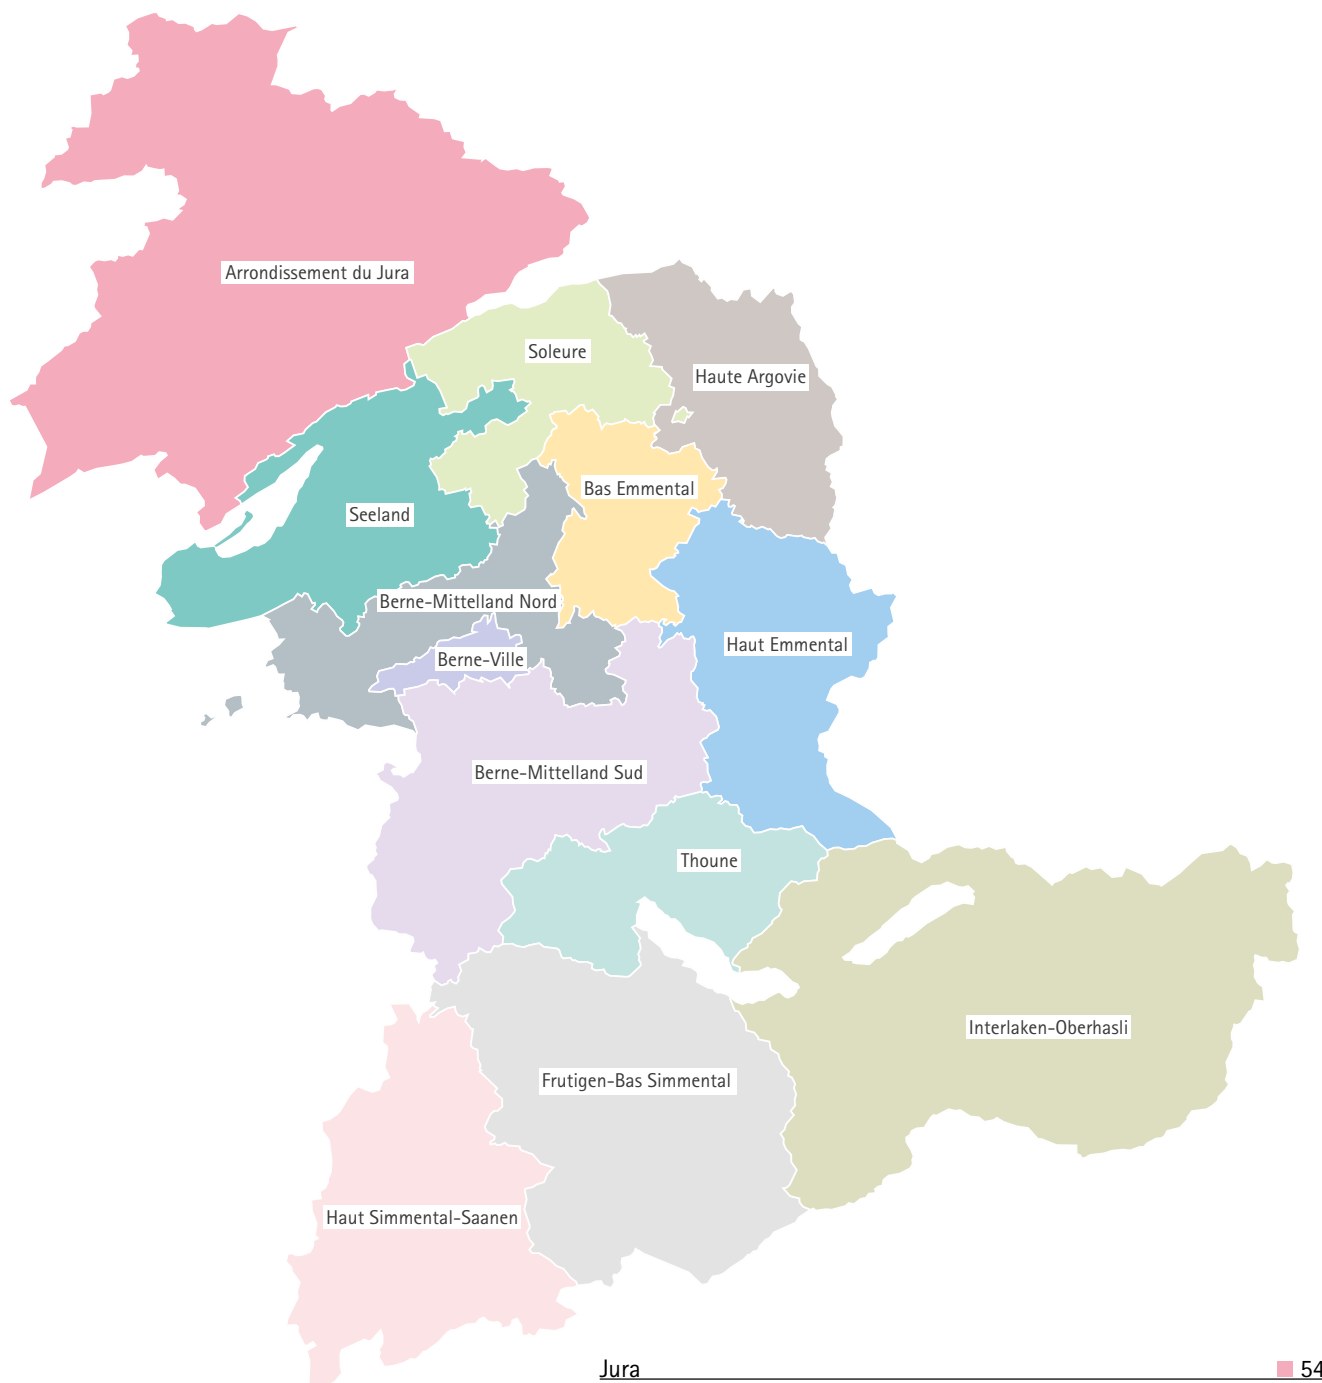 Arrondissement du Jura
Soleure
Haute Argovie
Bas Emmental
Seeland
Berne-Mittelland Nord
Haut Emmental
Berne-Ville
Berne-Mittelland Sud
Thoune
Interlaken-Oberhasli
Frutigen-Bas Simmental
Haut Simmental-Saanen
Jura 54